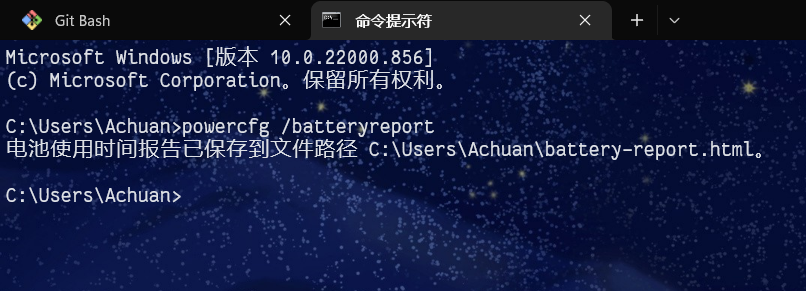 Git Bash
命令提示符
Microsoft Windows [版本 10.0.22000.856]
(c) Microsoft Corporation。保留所有权利。
C:\Users\Achuan>powercfg /batteryreport
电池使用时间报告已保存到文件路径 C:\Users\Achuan\battery-report.html。
C:\Users\Achuan>